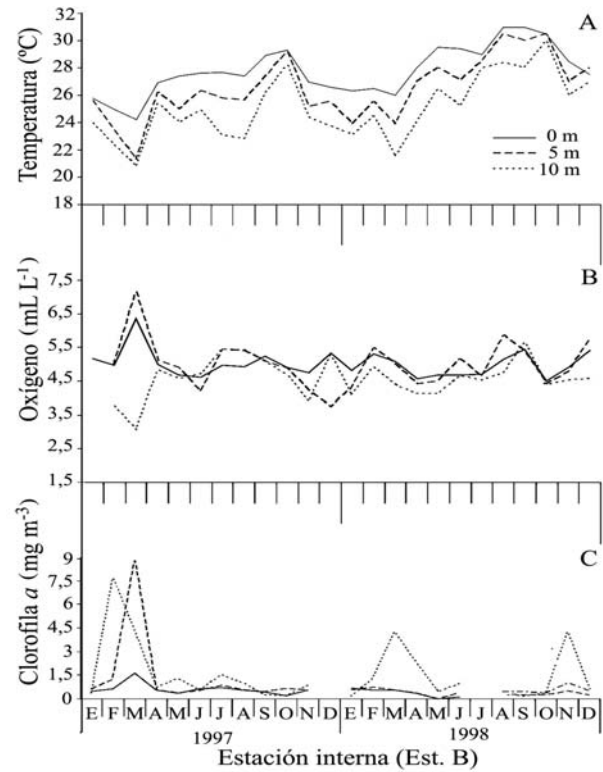 A
Temperatura (ºC)
32
30
28
26
24
22
20
18
0 m
5 m
10 m
B
Oxígeno (mL L-1)
7,5
6,5
5,5
4,5
3,5
2,5
1,5
C
Clorofila a (mg m-3)
9
7,5
6
4,5
3
1,5
0
E F M A M J J A S O N D E F M A M J J A S O N D
1997 1998
Estación interna (Est. B)